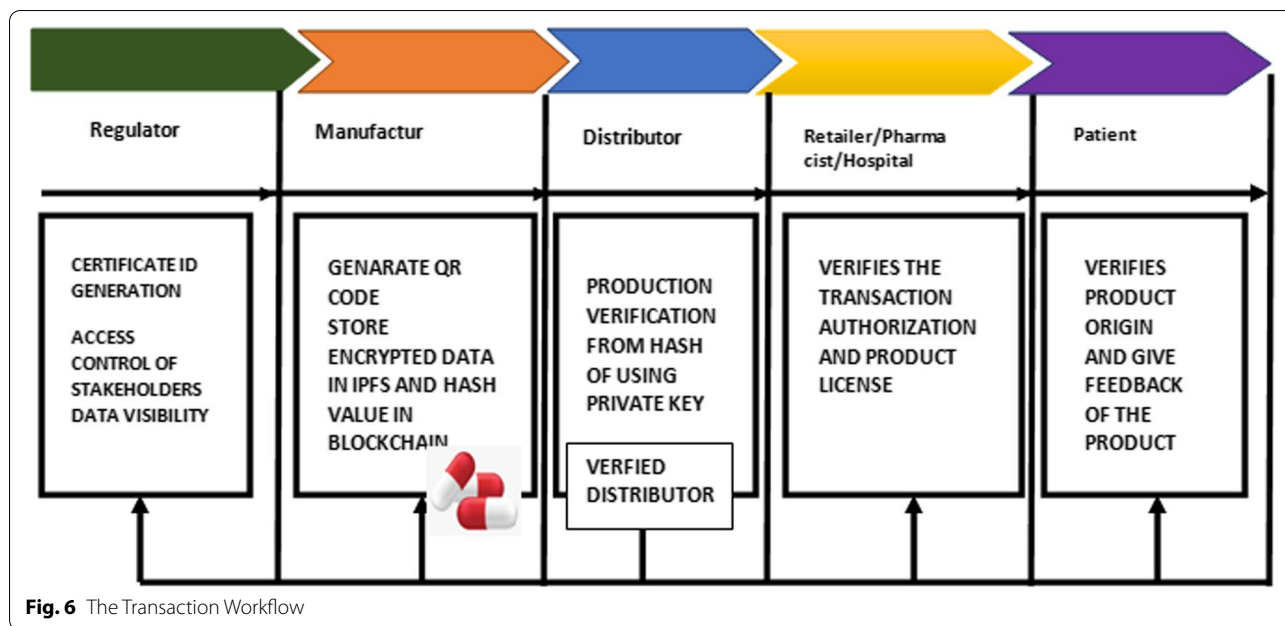 Regulator
Manufactur
Distributor
Retailer/Pharma
cist/Hospital
Patient
CERTIFICATE ID
GENERATION
ACCESS
CONTROL OF
STAKEHOLDERS
DATA VISIBILITY
GENARATE QR
CODE
STORE
ENCRYPTED DATA
IN IPFS AND HASH
VALUE IN
BLOCKCHAIN
PRODUCTION
VERIFICATION
FROM HASH
OF USING
PRIVATE KEY
VERFIED
DISTRIBUTOR
VERIFIES THE
TRANSACTION
AUTHORIZATION
AND PRODUCT
LICENSE
VERIFIES
PRODUCT
ORIGIN
AND GIVE
FEEDBACK
OF THE
PRODUCT
Fig. 6 The Transaction Workflow